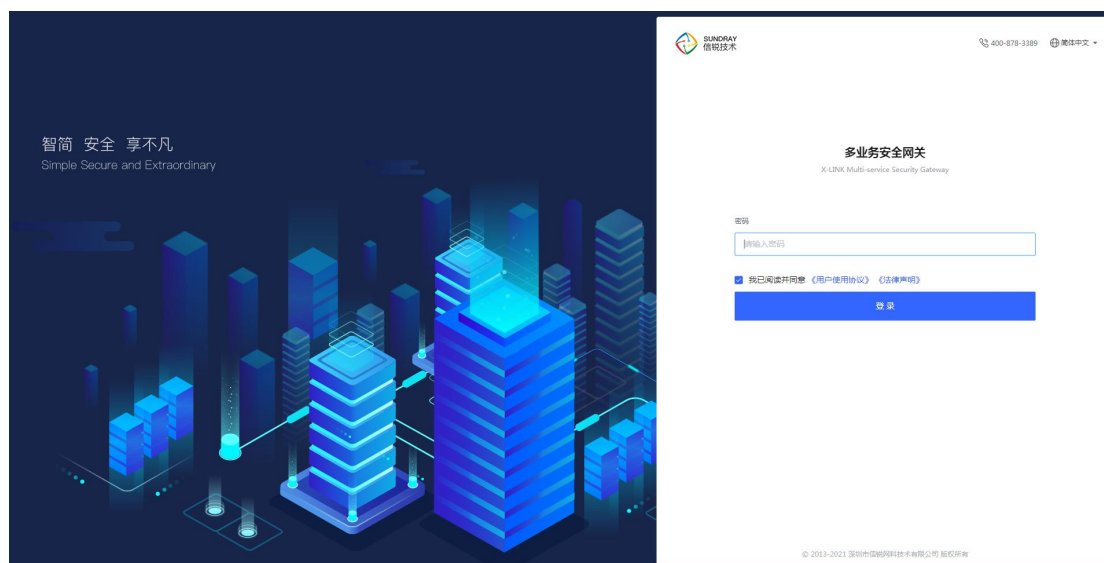 智简 安全 享不凡
Simple Secure and Extraordinary
SUNDRAY
信锐技术
400-878-3389 简体中文
多业务安全网关
X-LINK Multi-service Security Gateway
密码
请输入密码
我已阅读并同意 《用户使用协议》 《法律声明》
登录
© 2013-2021 深圳市信锐网科技术有限公司 版权所有